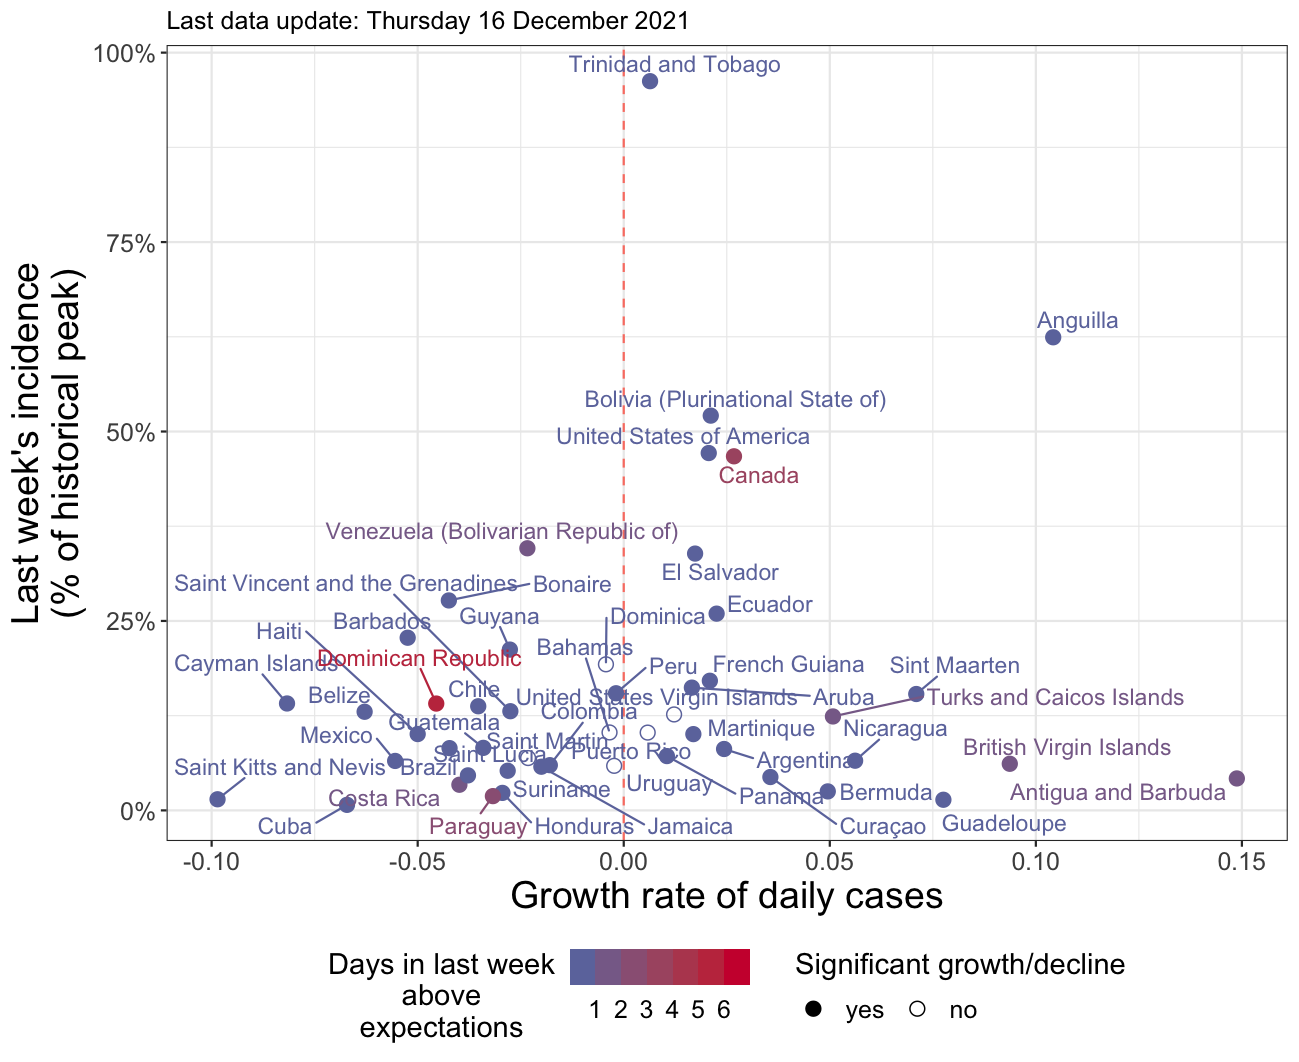 Last data update: Thursday 16 December 2021
Last week's incidence
(% of historical peak)
100%
75%
50%
25%
0%
Trinidad and Tobago
Anguilla
Bolivia (Plurinational State of)
United States of America
Canada
Venezuela (Bolivarian Republic of)
El Salvador
Saint Vincent and the Grenadines
Bonaire
Ecuador
Guyana
Dominica
Barbados
Haiti
Bahamas
Dominican Republic
Cayman Islands
Peru
French Guiana
Sint Maarten
Belize
Chile
United States Virgin Islands
Aruba
Turks and Caicos Islands
Colombia
Guatemala
Mexico
Saint Martin
Martinique
Nicaragua
Saint Lucia
Puerto Rico
British Virgin Islands
Argentina
Saint Kitts and Nevis
Brazil
Uruguay
Suriname
Costa Rica
Panama
Bermuda
Antigua and Barbuda
Cuba
Paraguay
Honduras
Jamaica
Curaçao
Guadeloupe
-0.10
-0.05
0.00
0.05
0.10
0.15
Growth rate of daily cases
Days in last week
above
expectations
1 2 3 4 5 6
Significant growth/decline
yes
no